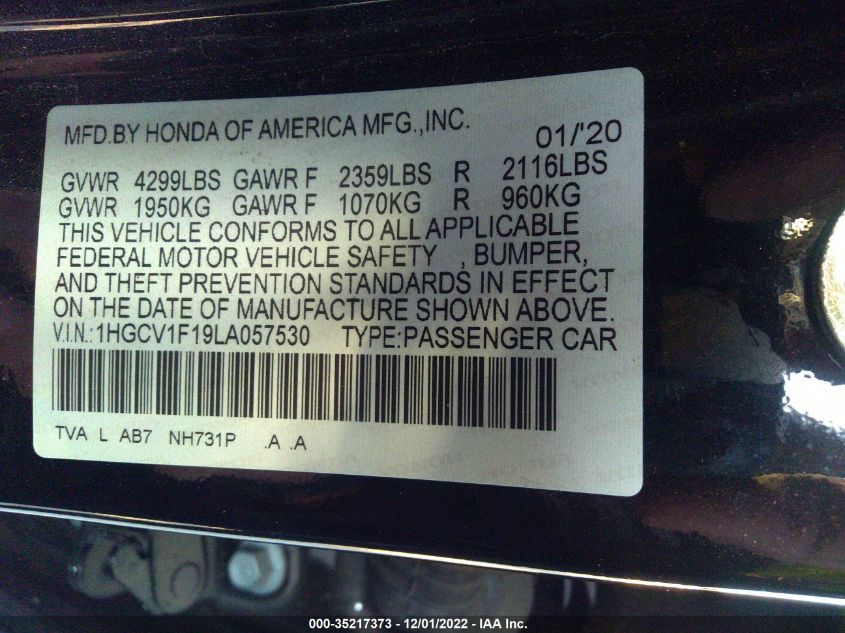 MFD.BY HONDA OF AMERICA MFG.,INC. 01/'20
GVWR 4299LBS GAWR F 2359LBS R 2116LBS
GVWR 1950KG GAWR F 1070KG R 960KG
THIS VEHICLE CONFORMS TO ALL APPLICABLE
FEDERAL MOTOR VEHICLE SAFETY , BUMPER,
AND THEFT PREVENTION STANDARDS IN EFFECT
ON THE DATE OF MANUFACTURE SHOWN ABOVE.
V.I.N.:1HGCV1F19LA057530 TYPE:PASSENGER CAR
TVA L AB7 NH731P .A .A
000-35217373 - 12/01/2022 - IAA Inc.